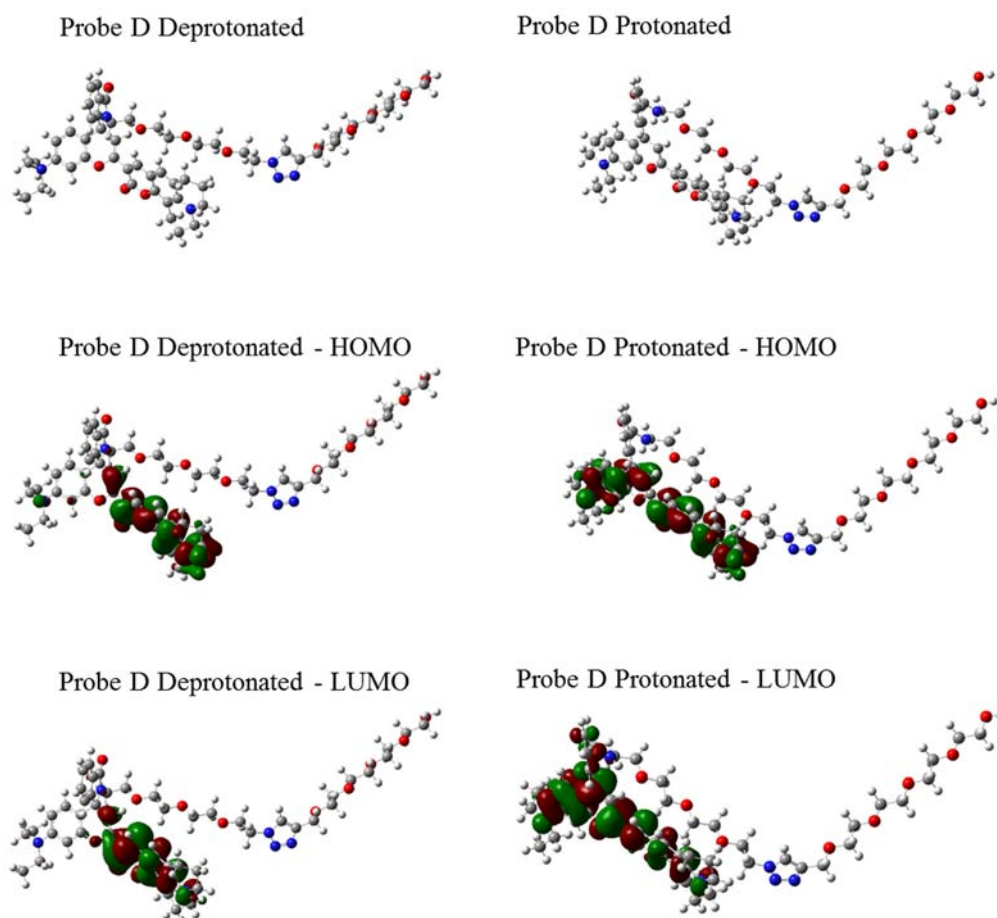 Probe D Deprotonated
Probe D Protonated
Probe D Deprotonated - HOMO
Probe D Protonated - HOMO
Probe D Deprotonated - LUMO
Probe D Protonated - LUMO